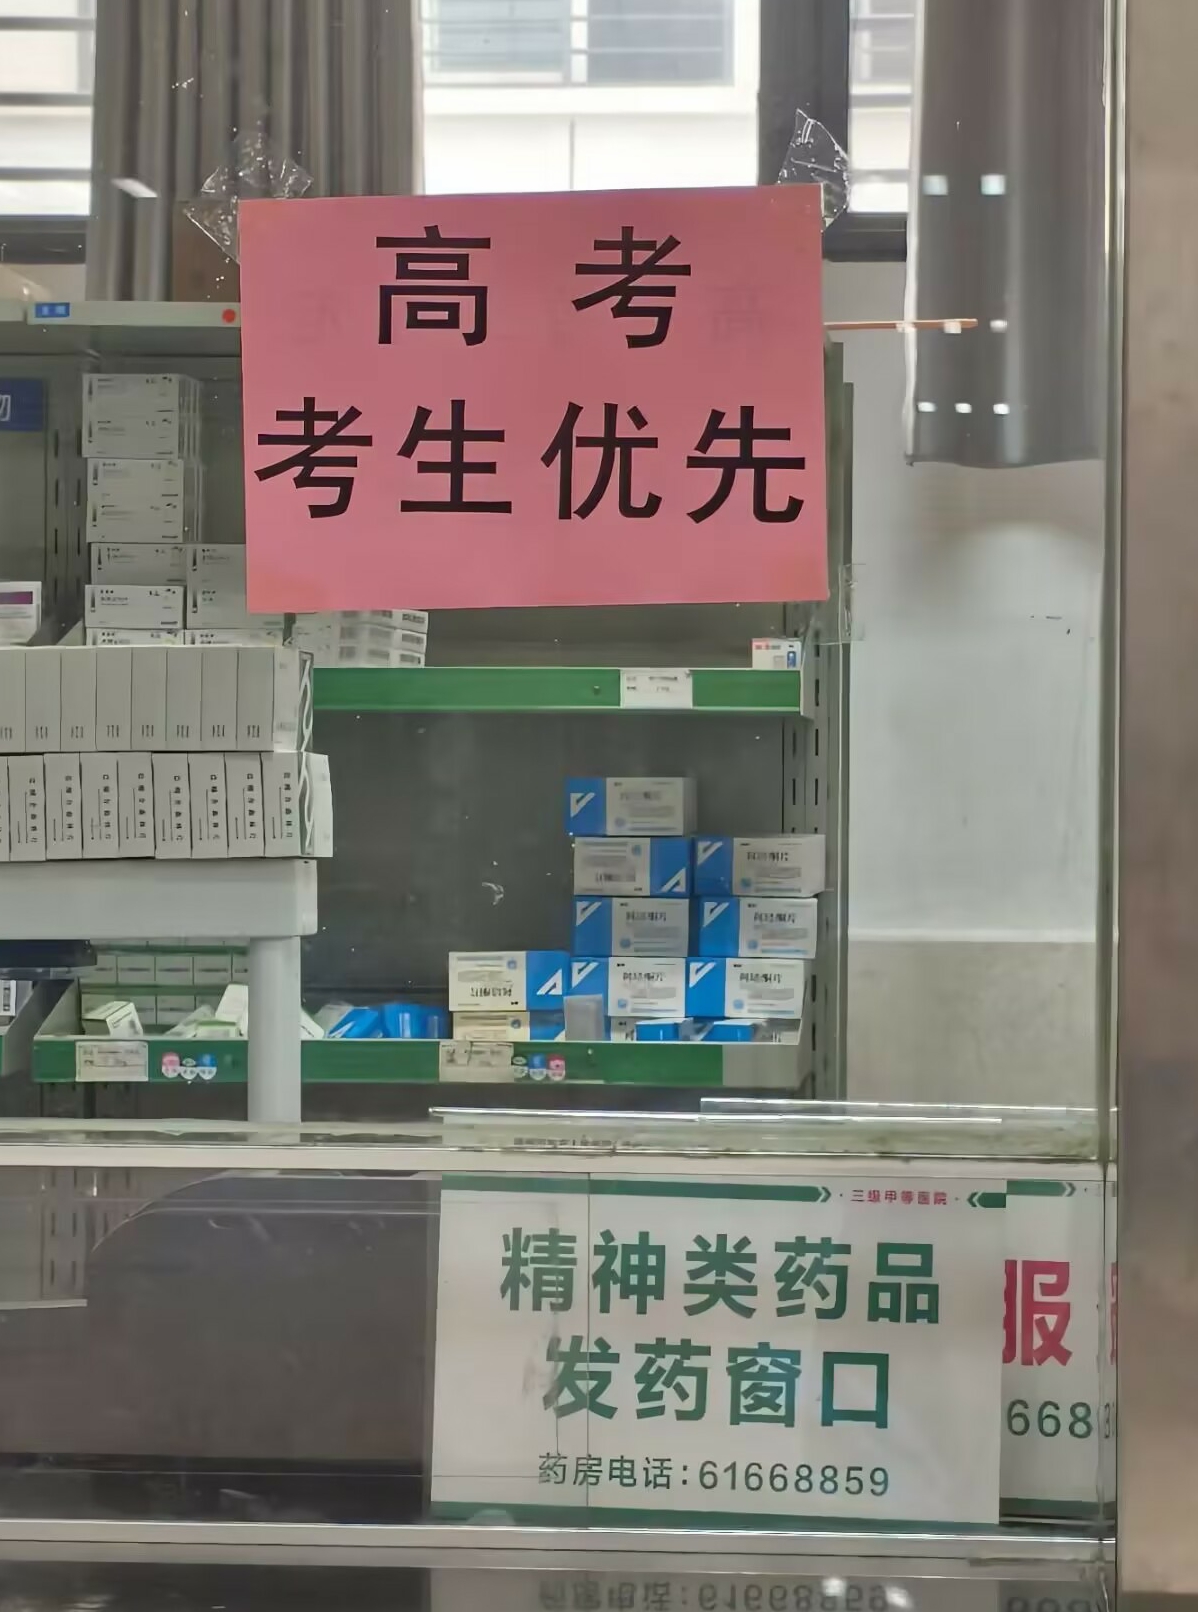 高考
考生优先
·三级甲等医院·
精神类药品
发药窗口
药房电话:61668859
报
668